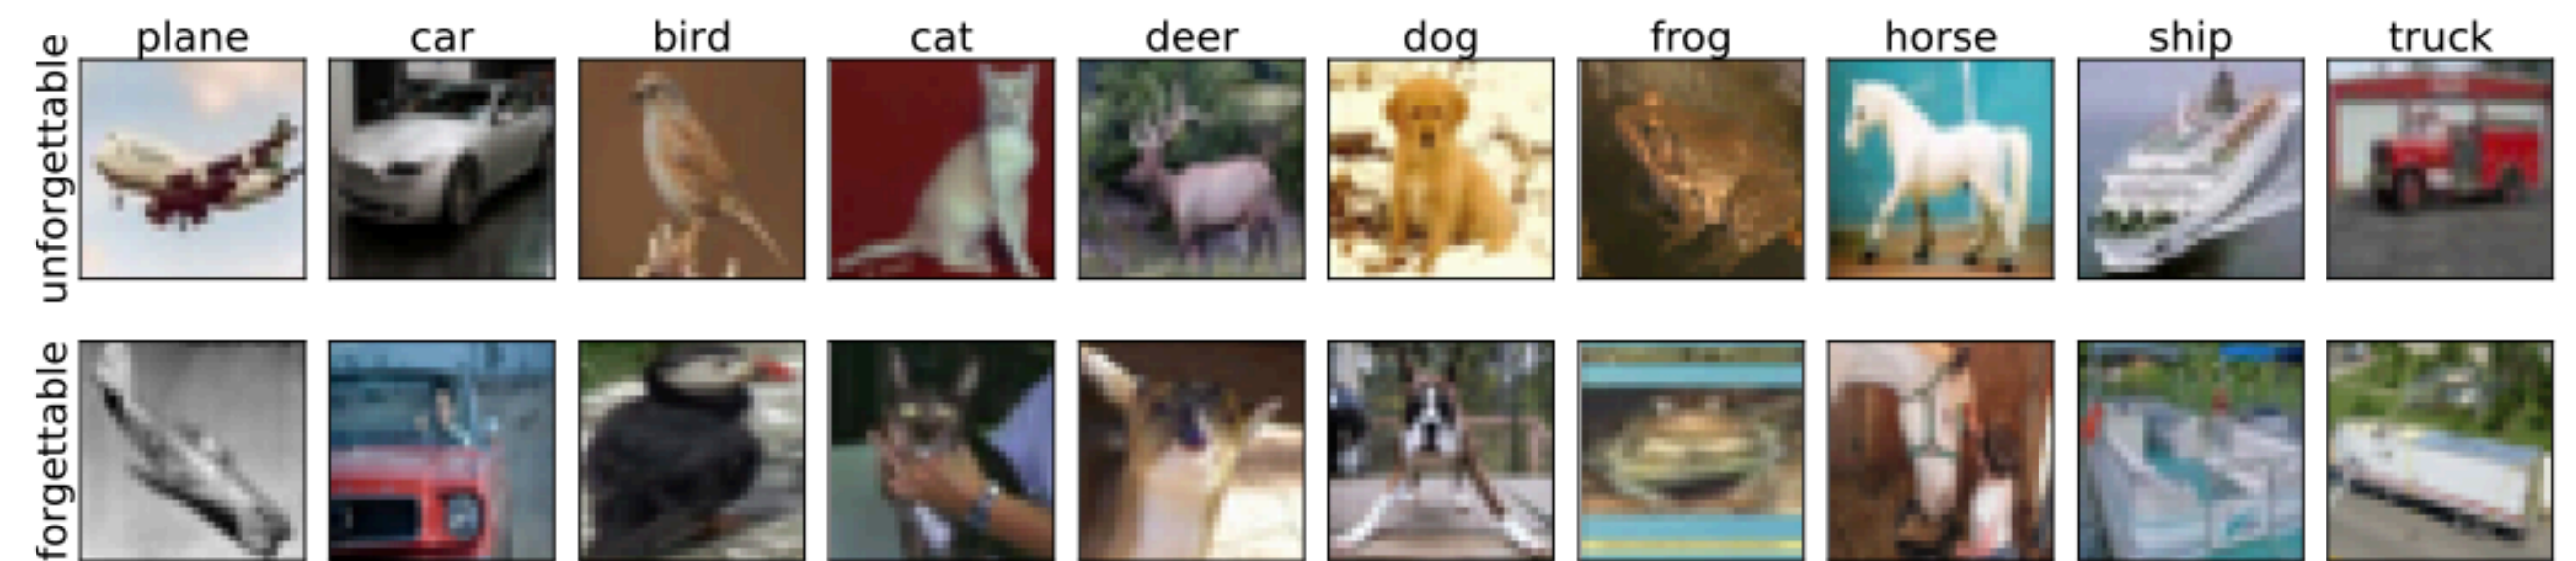 plane car bird cat deer dog frog horse ship truck
unforgettable
forgettable